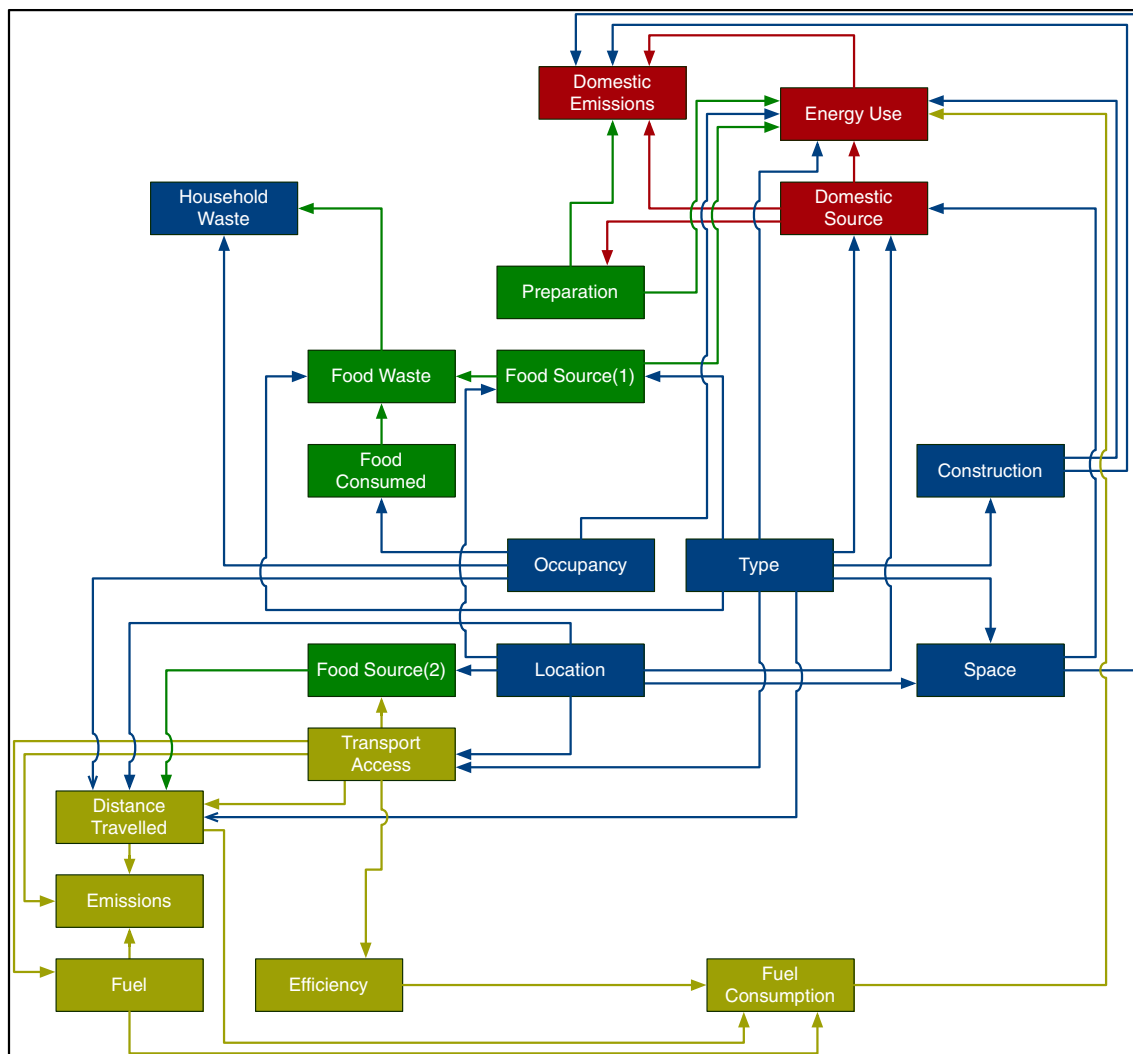 Domestic
Emissions
Energy Use
Household
Waste
Domestic
Source
Preparation
Food Waste
Food Source(1)
Food
Consumed
Construction
Occupancy
Type
Food Source(2)
Location
Space
Transport
Access
Distance
Travelled
Emissions
Fuel
Efficiency
Fuel
Consumption